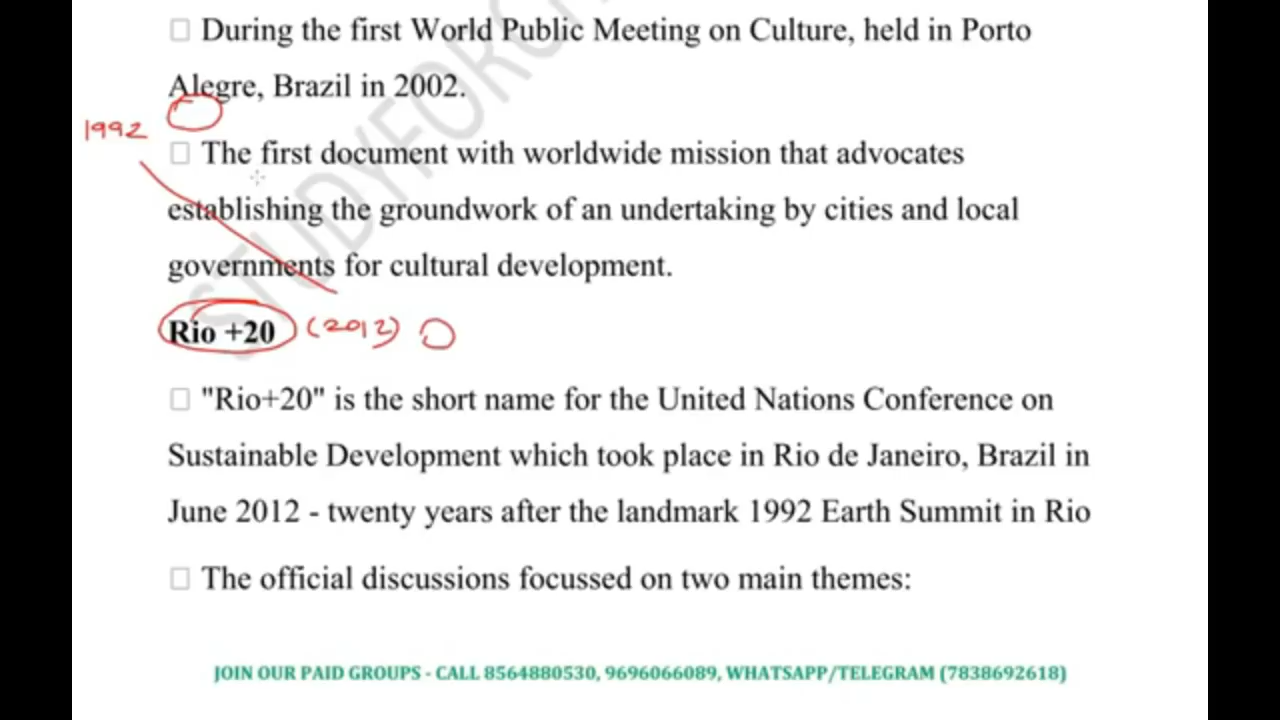 During the first World Public Meeting on Culture, held in Porto
Alegre, Brazil in 2002.
1992
The first document with worldwide mission that advocates
establishing the groundwork of an undertaking by cities and local
governments for cultural development.
Rio +20 (2012)
"Rio+20" is the short name for the United Nations Conference on
Sustainable Development which took place in Rio de Janeiro, Brazil in
June 2012 - twenty years after the landmark 1992 Earth Summit in Rio
The official discussions focussed on two main themes:
JOIN OUR PAID GROUPS - CALL 8564880530, 9696066089, WHATSAPP/TELEGRAM (7838692618)